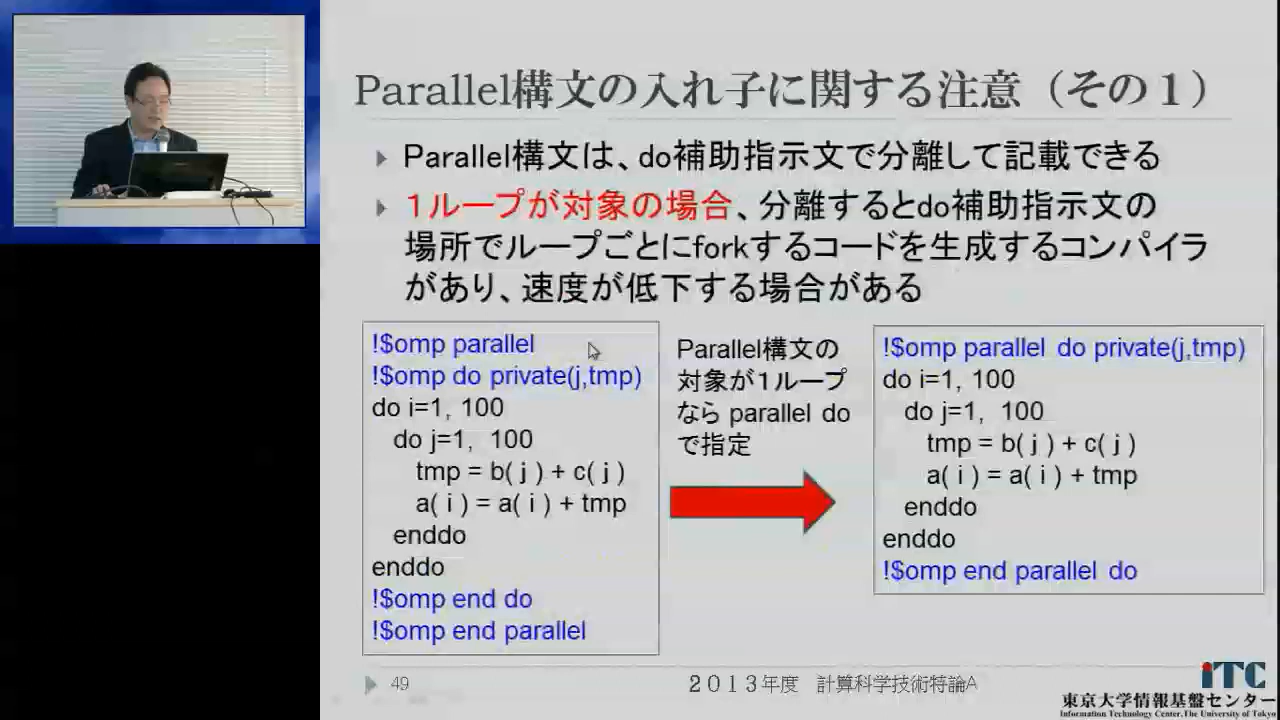 Parallel構文の入れ子に関する注意（その１）
Parallel構文は、do補助指示文で分離して記載できる
１ループが対象の場合、分離するとdo補助指示文の
場所でループごとにforkするコードを生成するコンパイラ
があり、速度が低下する場合がある
!$omp parallel
!$omp do private(j,tmp)
do i=1, 100
do j=1, 100
tmp = b( j ) + c( j )
a( i ) = a( i ) + tmp
enddo
enddo
!$omp end do
!$omp end parallel
Parallel構文の
対象が１ループ
なら parallel do
で指定
!$omp parallel do private(j,tmp)
do i=1, 100
do j=1, 100
tmp = b( j ) + c( j )
a( i ) = a( i ) + tmp
enddo
enddo
!$omp end parallel do
49
２０１３年度 計算科学技術特論A
iTC
東京大学情報基盤センター
Information Technology Center, The University of Tokyo